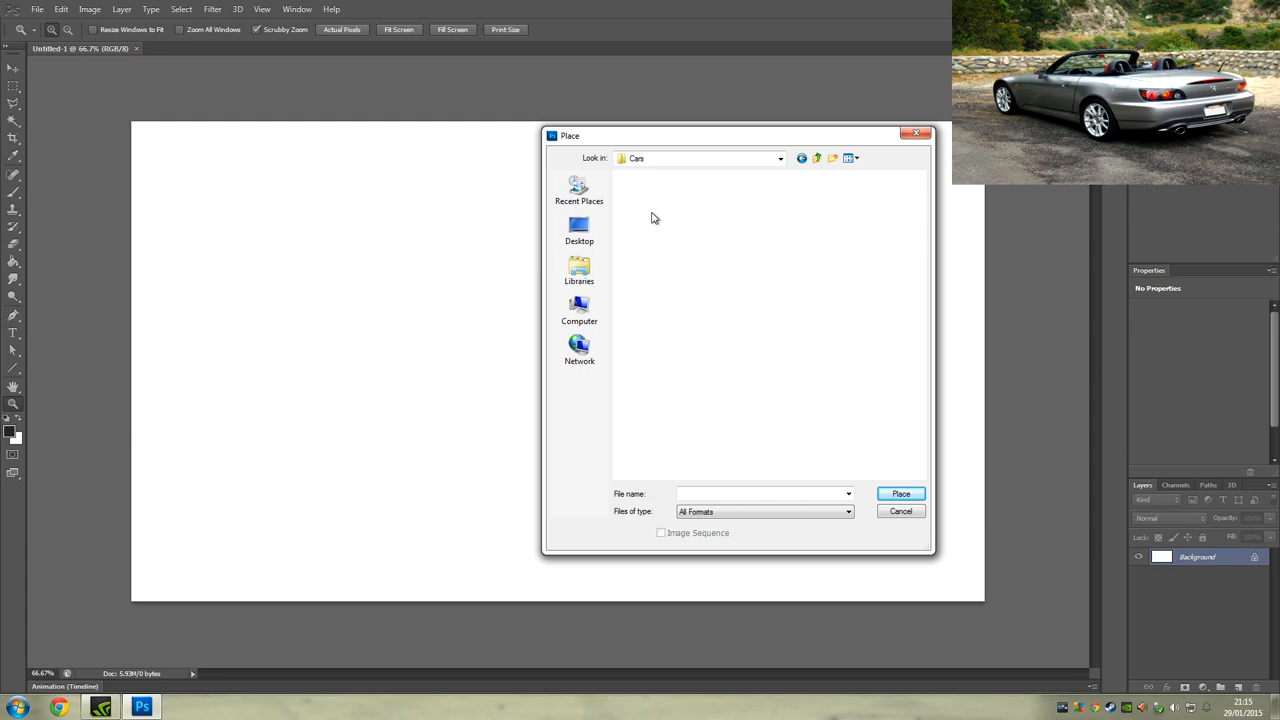 Ps File Edit Image Layer Type Select Filter 3D View Window Help
Resize Windows to Fit Zoom All Windows Scrubby Zoom Actual Pixels Fit Screen Fill Screen Print Size
Untitled-1 @ 66.7% (RGB/8) ×
Place
Look in: Cars
Recent Places
Desktop
Libraries
Computer
Network
File name: Place
Files of type: All Formats Cancel
Image Sequence
Properties
No Properties
Layers Channels Paths 3D
Kind
Normal Opacity: 100%
Lock: Fill: 100%
Background
66.67% Doc: 5.93M/0 bytes
Animation (Timeline)
Ps
21:15
29/01/2015